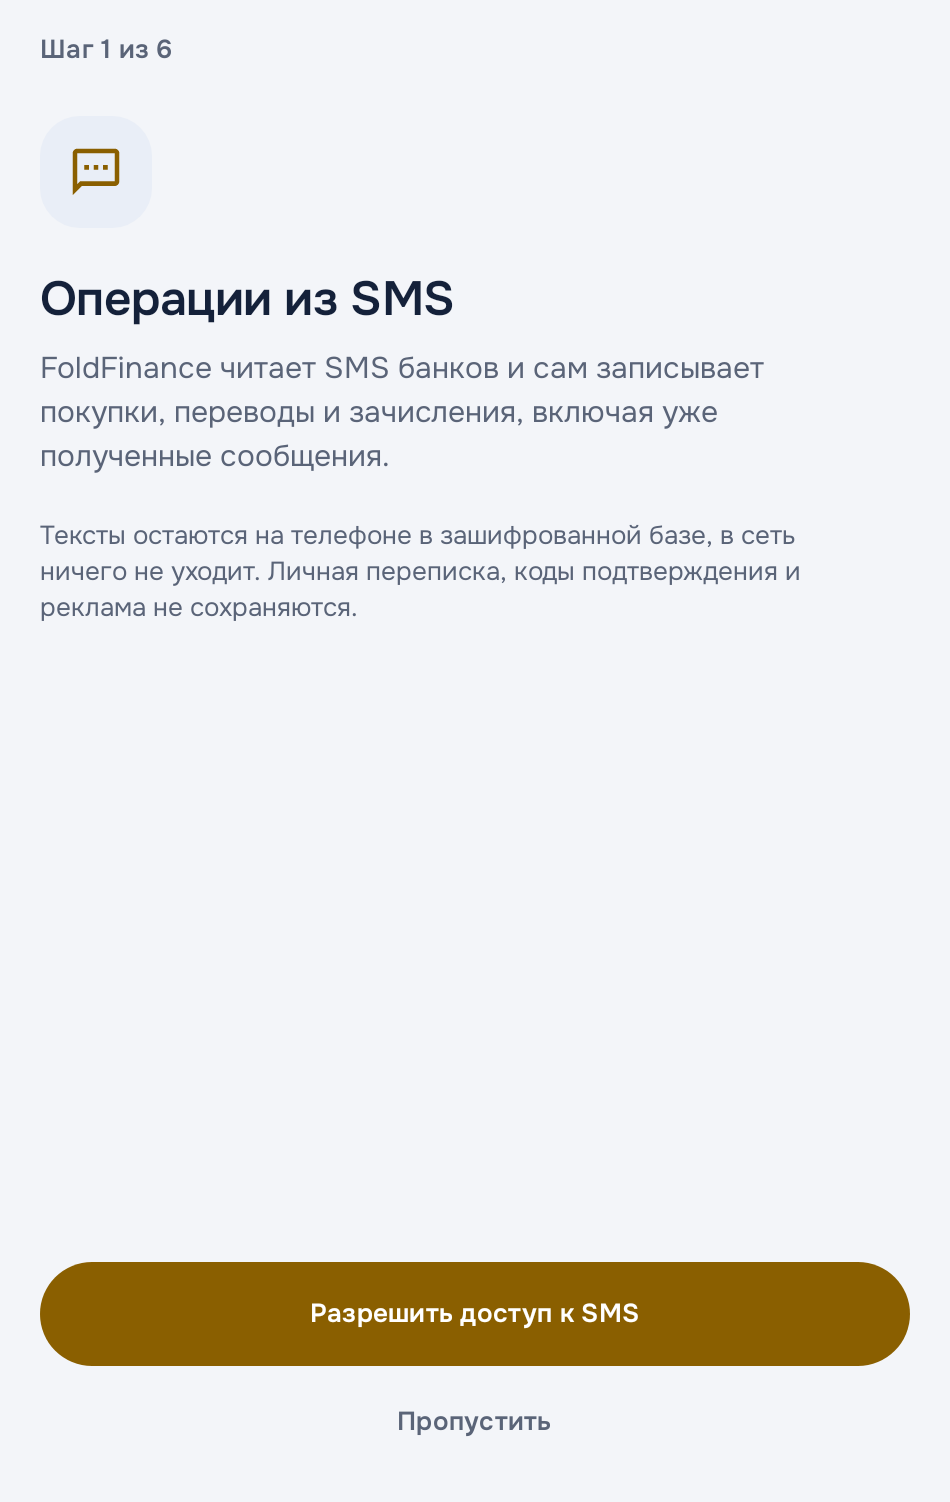 Шаг 1 из 6
Операции из SMS
FoldFinance читает SMS банков и сам записывает
покупки, переводы и зачисления, включая уже
полученные сообщения.
Тексты остаются на телефоне в зашифрованной базе, в сеть
ничего не уходит. Личная переписка, коды подтверждения и
реклама не сохраняются.
Разрешить доступ к SMS
Пропустить